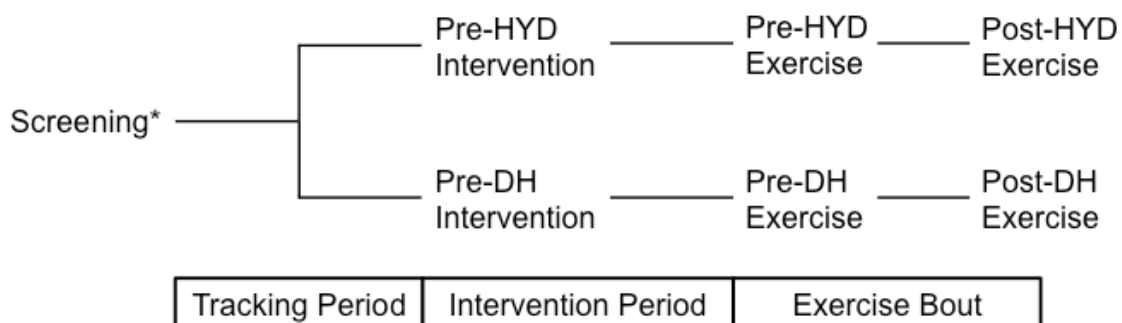 Pre-HYD Intervention
Pre-HYD Exercise
Post-HYD Exercise
Screening*
Pre-DH Intervention
Pre-DH Exercise
Post-DH Exercise
Tracking Period
Intervention Period
Exercise Bout